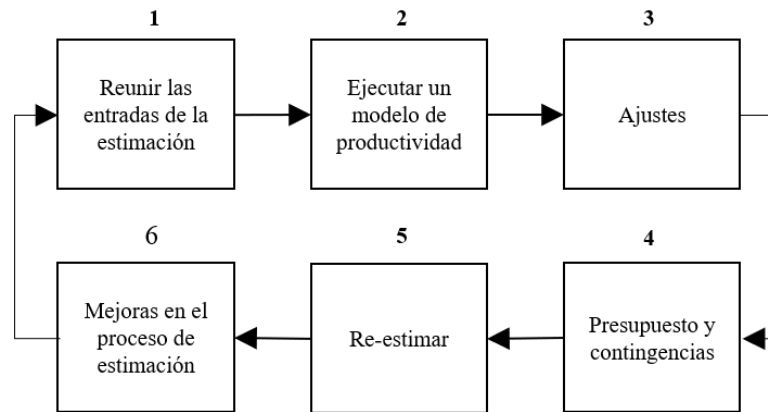 1
2
3
Reunir las
entradas de la
estimación
Ejecutar un
modelo de
productividad
Ajustes
6
5
4
Mejoras en el
proceso de
estimación
Re-estimar
Presupuesto y
contingencias